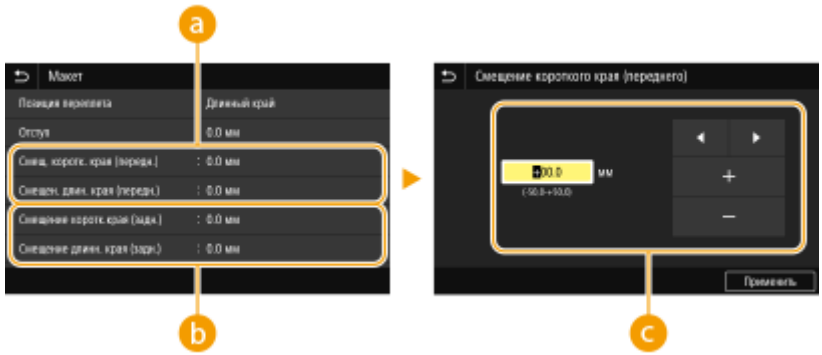 a
Макет
Позиция переплета Длинный край
Отступ 0.0 мм
Смещ. коротк. края (передн.) : 0.0 мм
Смещен. длин. края (передн.) : 0.0 мм
Смещение коротк.края (задн.) : 0.0 мм
Смещение длинн. края (задн.) : 0.0 мм
b
Смещение короткого края (переднего)
+00.0 мм
(-50.0-+50.0)
+
−
Применить
c